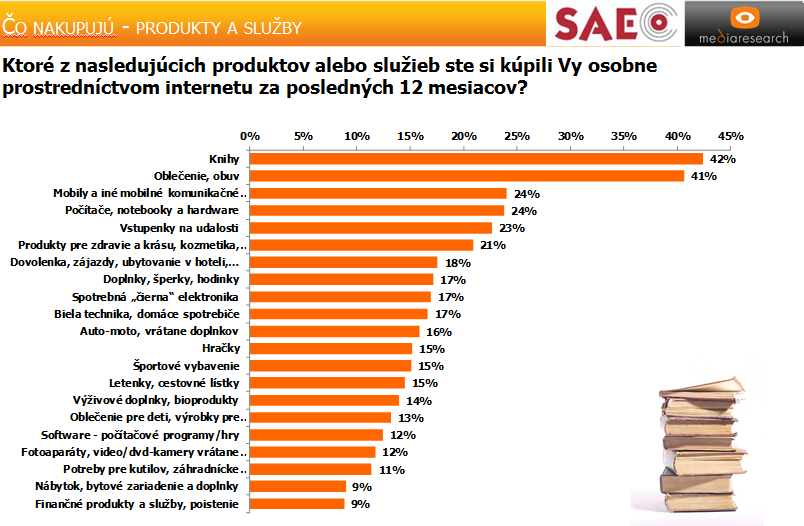 ČO NAKUPUJÚ - PRODUKTY A SLUŽBY
SAEC
mediaresearch
Ktoré z nasledujúcich produktov alebo služieb ste si kúpili Vy osobne
prostredníctvom internetu za posledných 12 mesiacov?
0% 5% 10% 15% 20% 25% 30% 35% 40% 45%
Knihy 42%
Oblečenie, obuv 41%
Mobily a iné mobilné komunikačné .. 24%
Počítače, notebooky a hardware 24%
Vstupenky na udalosti 23%
Produkty pre zdravie a krásu, kozmetika,.. 21%
Dovolenka, zájazdy, ubytovanie v hoteli,… 18%
Doplnky, šperky, hodinky 17%
Spotrebná „čierna“ elektronika 17%
Biela technika, domáce spotrebiče 17%
Auto-moto, vrátane doplnkov 16%
Hračky 15%
Športové vybavenie 15%
Letenky, cestovné lístky 15%
Výživové doplnky, bioprodukty 14%
Oblečenie pre deti, výrobky pre .. 13%
Software - počítačové programy/hry 12%
Fotoaparáty, video/dvd-kamery vrátane .. 12%
Potreby pre kutilov, záhradnícke .. 11%
Nábytok, bytové zariadenie a doplnky 9%
Finančné produkty a služby, poistenie 9%